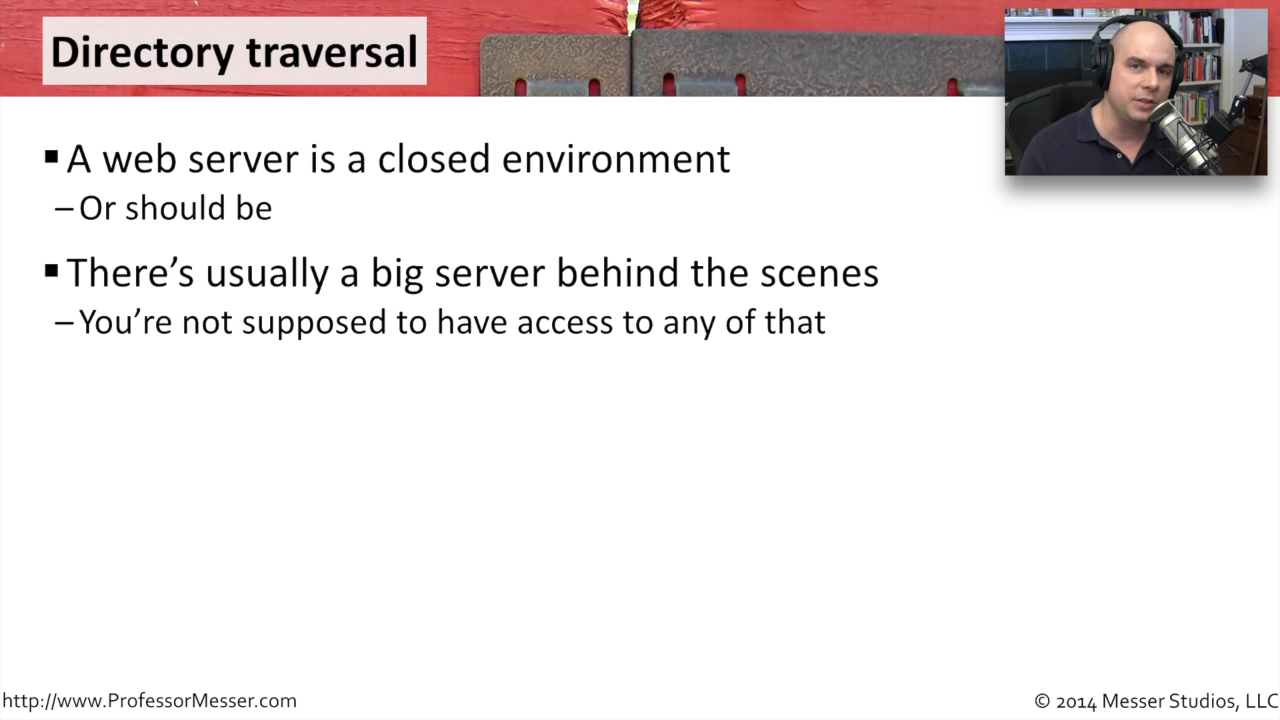 Directory traversal
▪ A web server is a closed environment
– Or should be
▪ There’s usually a big server behind the scenes
– You’re not supposed to have access to any of that
http://www.ProfessorMesser.com
© 2014 Messer Studios, LLC